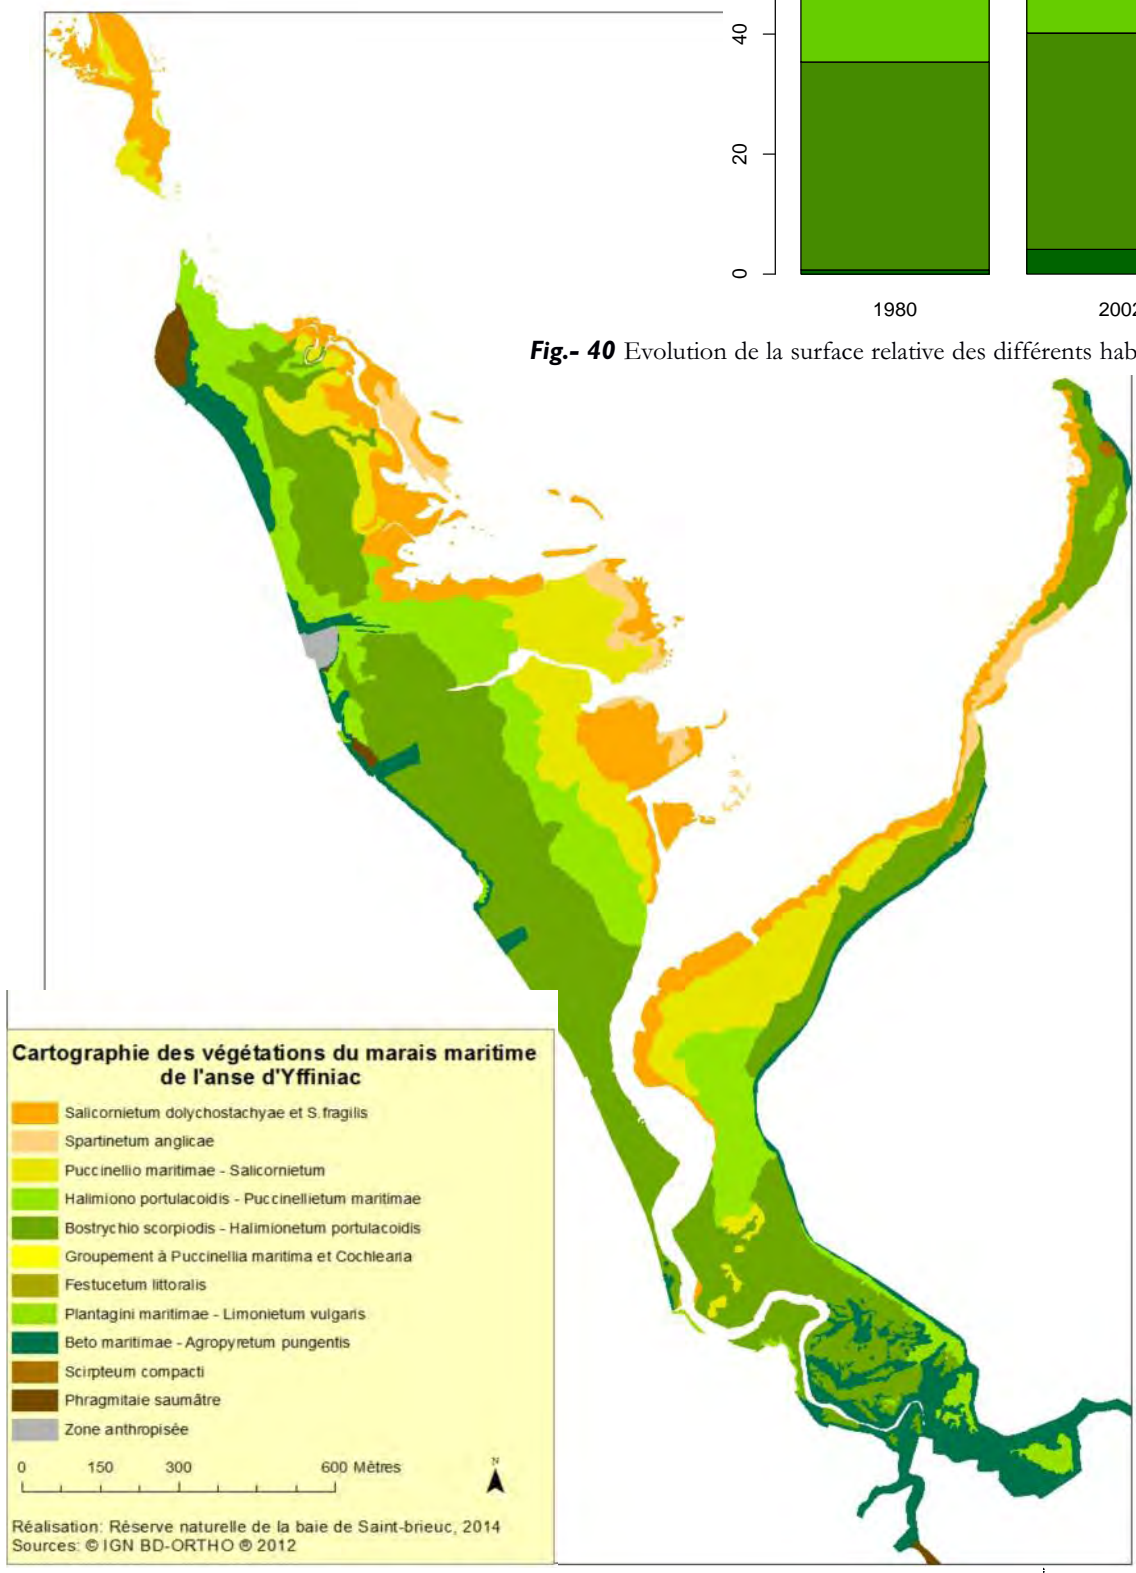 40
20
0
1980
2002
Fig.- 40 Evolution de la surface relative des différents hab
Cartographie des végétations du marais maritime
de l'anse d'Yffiniac
Salicornietum dolychostachyae et S.fragilis
Spartinetum anglicae
Puccinellio maritimae - Salicornietum
Halimiono portulacoidis - Puccinellietum maritimae
Bostrychio scorpiodis - Halimionetum portulacoidis
Groupement à Puccinellia maritima et Cochlearia
Festucetum littoralis
Plantagini maritimae - Limonietum vulgaris
Beto maritimae - Agropyretum pungentis
Scirpteum compacti
Phragmitaie saumâtre
Zone anthropisée
0 150 300 600 Mètres
N
Réalisation: Réserve naturelle de la baie de Saint-brieuc, 2014
Sources: © IGN BD-ORTHO ® 2012